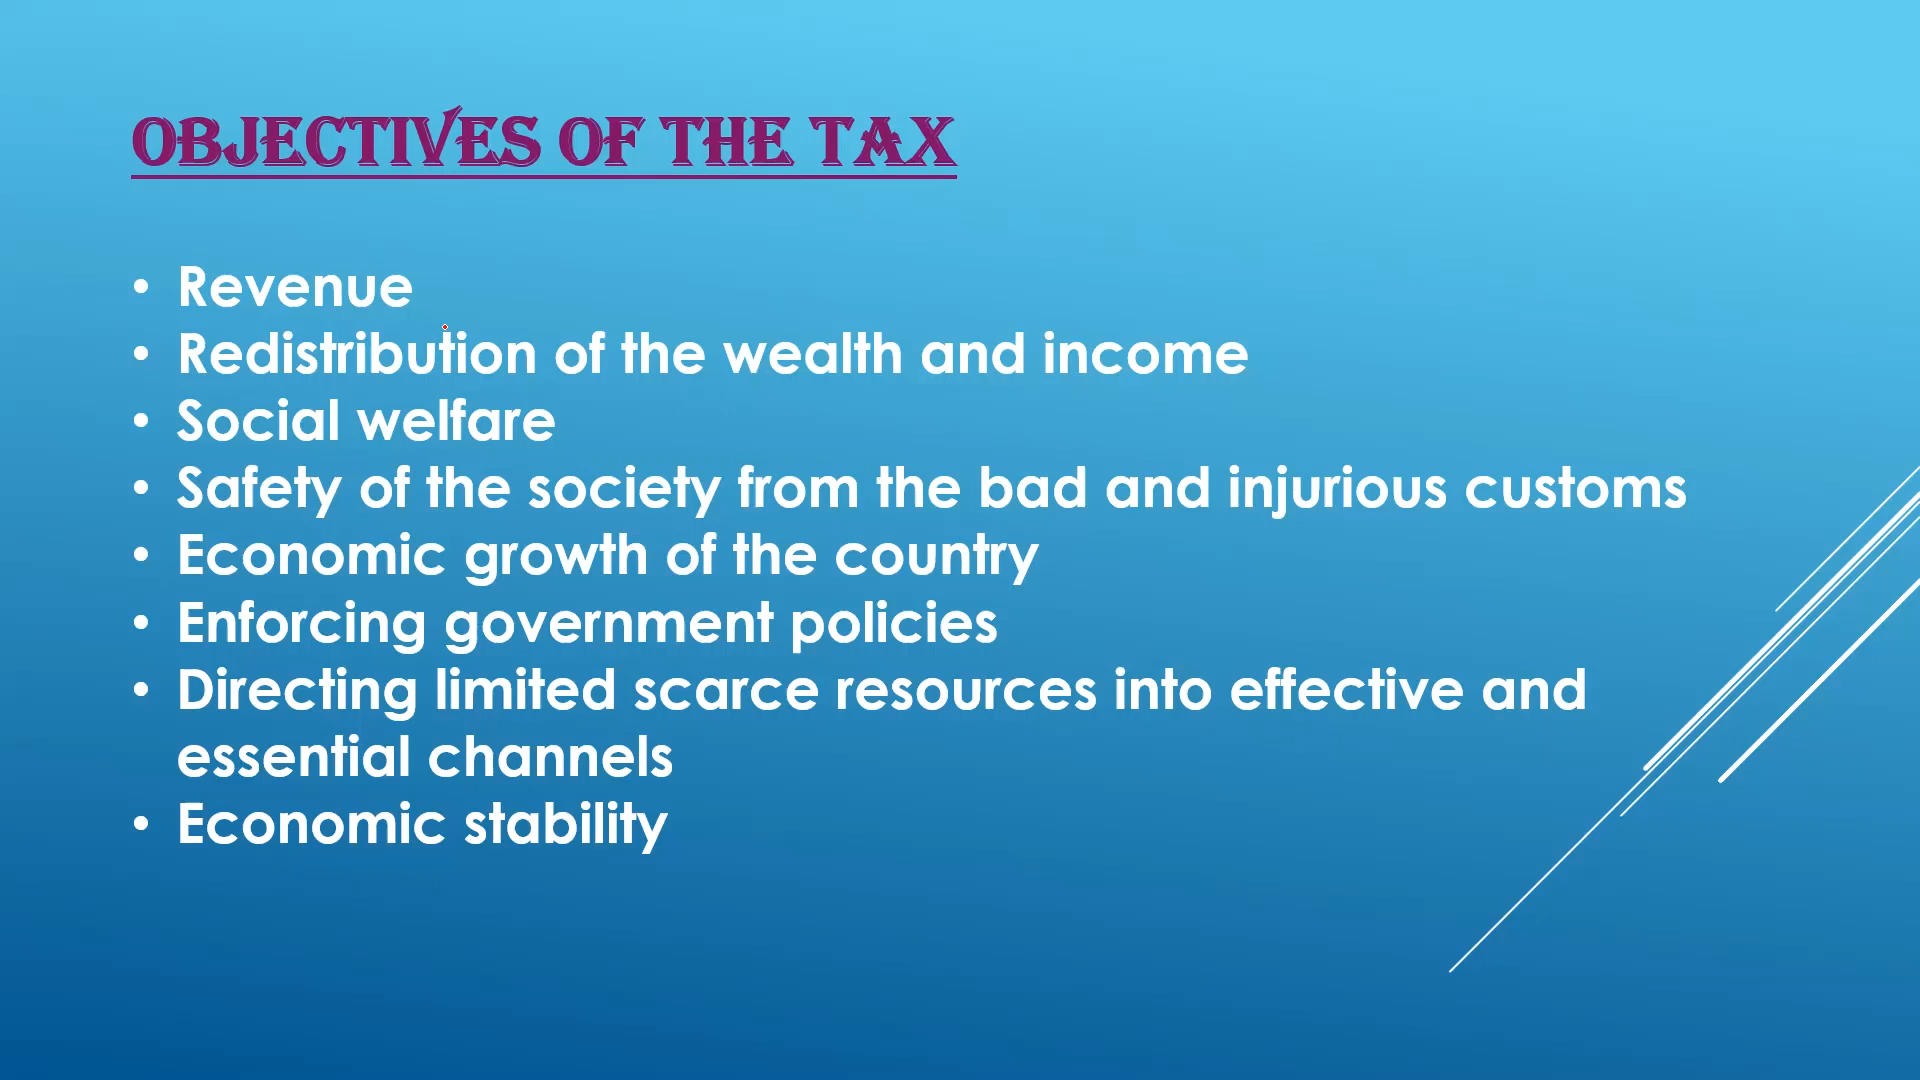 OBJECTIVES OF THE TAX
• Revenue
• Redistribution of the wealth and income
• Social welfare
• Safety of the society from the bad and injurious customs
• Economic growth of the country
• Enforcing government policies
• Directing limited scarce resources into effective and
essential channels
• Economic stability